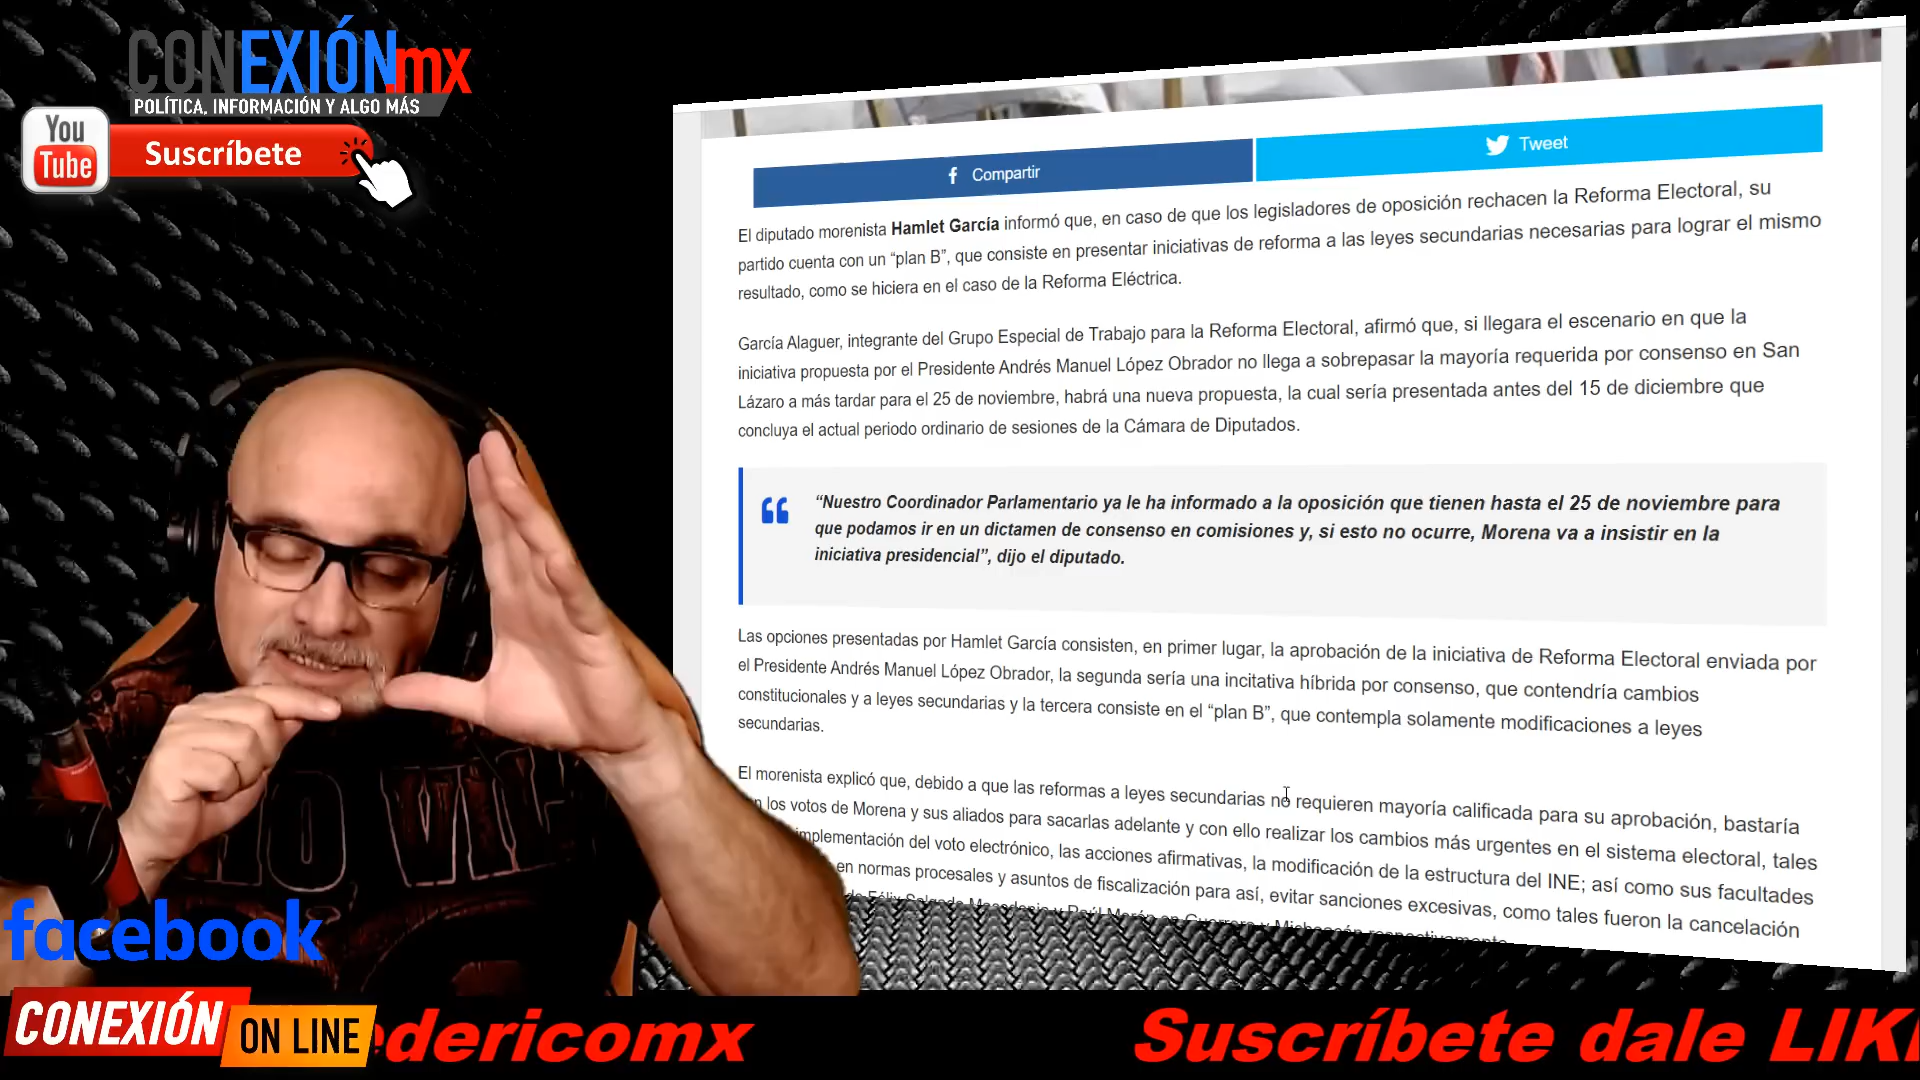 CONEXIÓN.mx
POLÍTICA, INFORMACIÓN Y ALGO MÁS
You
Tube
Suscríbete
Compartir
Tweet
El diputado morenista Hamlet García informó que, en caso de que los legisladores de oposición rechacen la Reforma Electoral, su
partido cuenta con un “plan B”, que consiste en presentar iniciativas de reforma a las leyes secundarias necesarias para lograr el mismo
resultado, como se hiciera en el caso de la Reforma Eléctrica.
García Alaguer, integrante del Grupo Especial de Trabajo para la Reforma Electoral, afirmó que, si llegara el escenario en que la
iniciativa propuesta por el Presidente Andrés Manuel López Obrador no llega a sobrepasar la mayoría requerida por consenso en San
Lázaro a más tardar para el 25 de noviembre, habrá una nueva propuesta, la cual sería presentada antes del 15 de diciembre que
concluya el actual periodo ordinario de sesiones de la Cámara de Diputados.
“Nuestro Coordinador Parlamentario ya le ha informado a la oposición que tienen hasta el 25 de noviembre para
que podamos ir en un dictamen de consenso en comisiones y, si esto no ocurre, Morena va a insistir en la
iniciativa presidencial”, dijo el diputado.
Las opciones presentadas por Hamlet García consisten, en primer lugar, la aprobación de la iniciativa de Reforma Electoral enviada por
el Presidente Andrés Manuel López Obrador, la segunda sería una incitativa híbrida por consenso, que contendría cambios
constitucionales y a leyes secundarias y la tercera consiste en el “plan B”, que contempla solamente modificaciones a leyes
secundarias.
El morenista explicó que, debido a que las reformas a leyes secundarias no requieren mayoría calificada para su aprobación, bastaría
los votos de Morena y sus aliados para sacarlas adelante y con ello realizar los cambios más urgentes en el sistema electoral, tales
implementación del voto electrónico, las acciones afirmativas, la modificación de la estructura del INE; así como sus facultades
en normas procesales y asuntos de fiscalización para así, evitar sanciones excesivas, como tales fueron la cancelación
de Félix Salgado Macedonio y Raúl Morón en Guerrero y Michoacán respectivamente
facebook
CONEXIÓN
ON LINE
edericomx
Suscríbete dale LIK